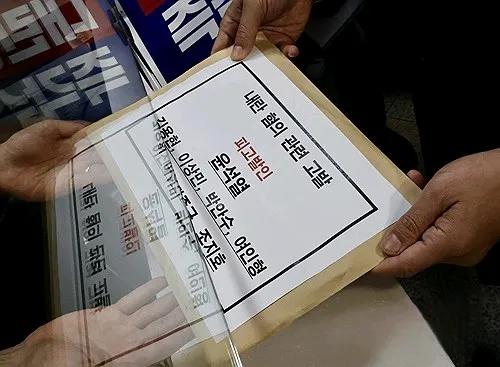 내란 혐의 관련 고발
피고발인
윤석열
김용현, 이상민, 박안수, 여인형
조지호